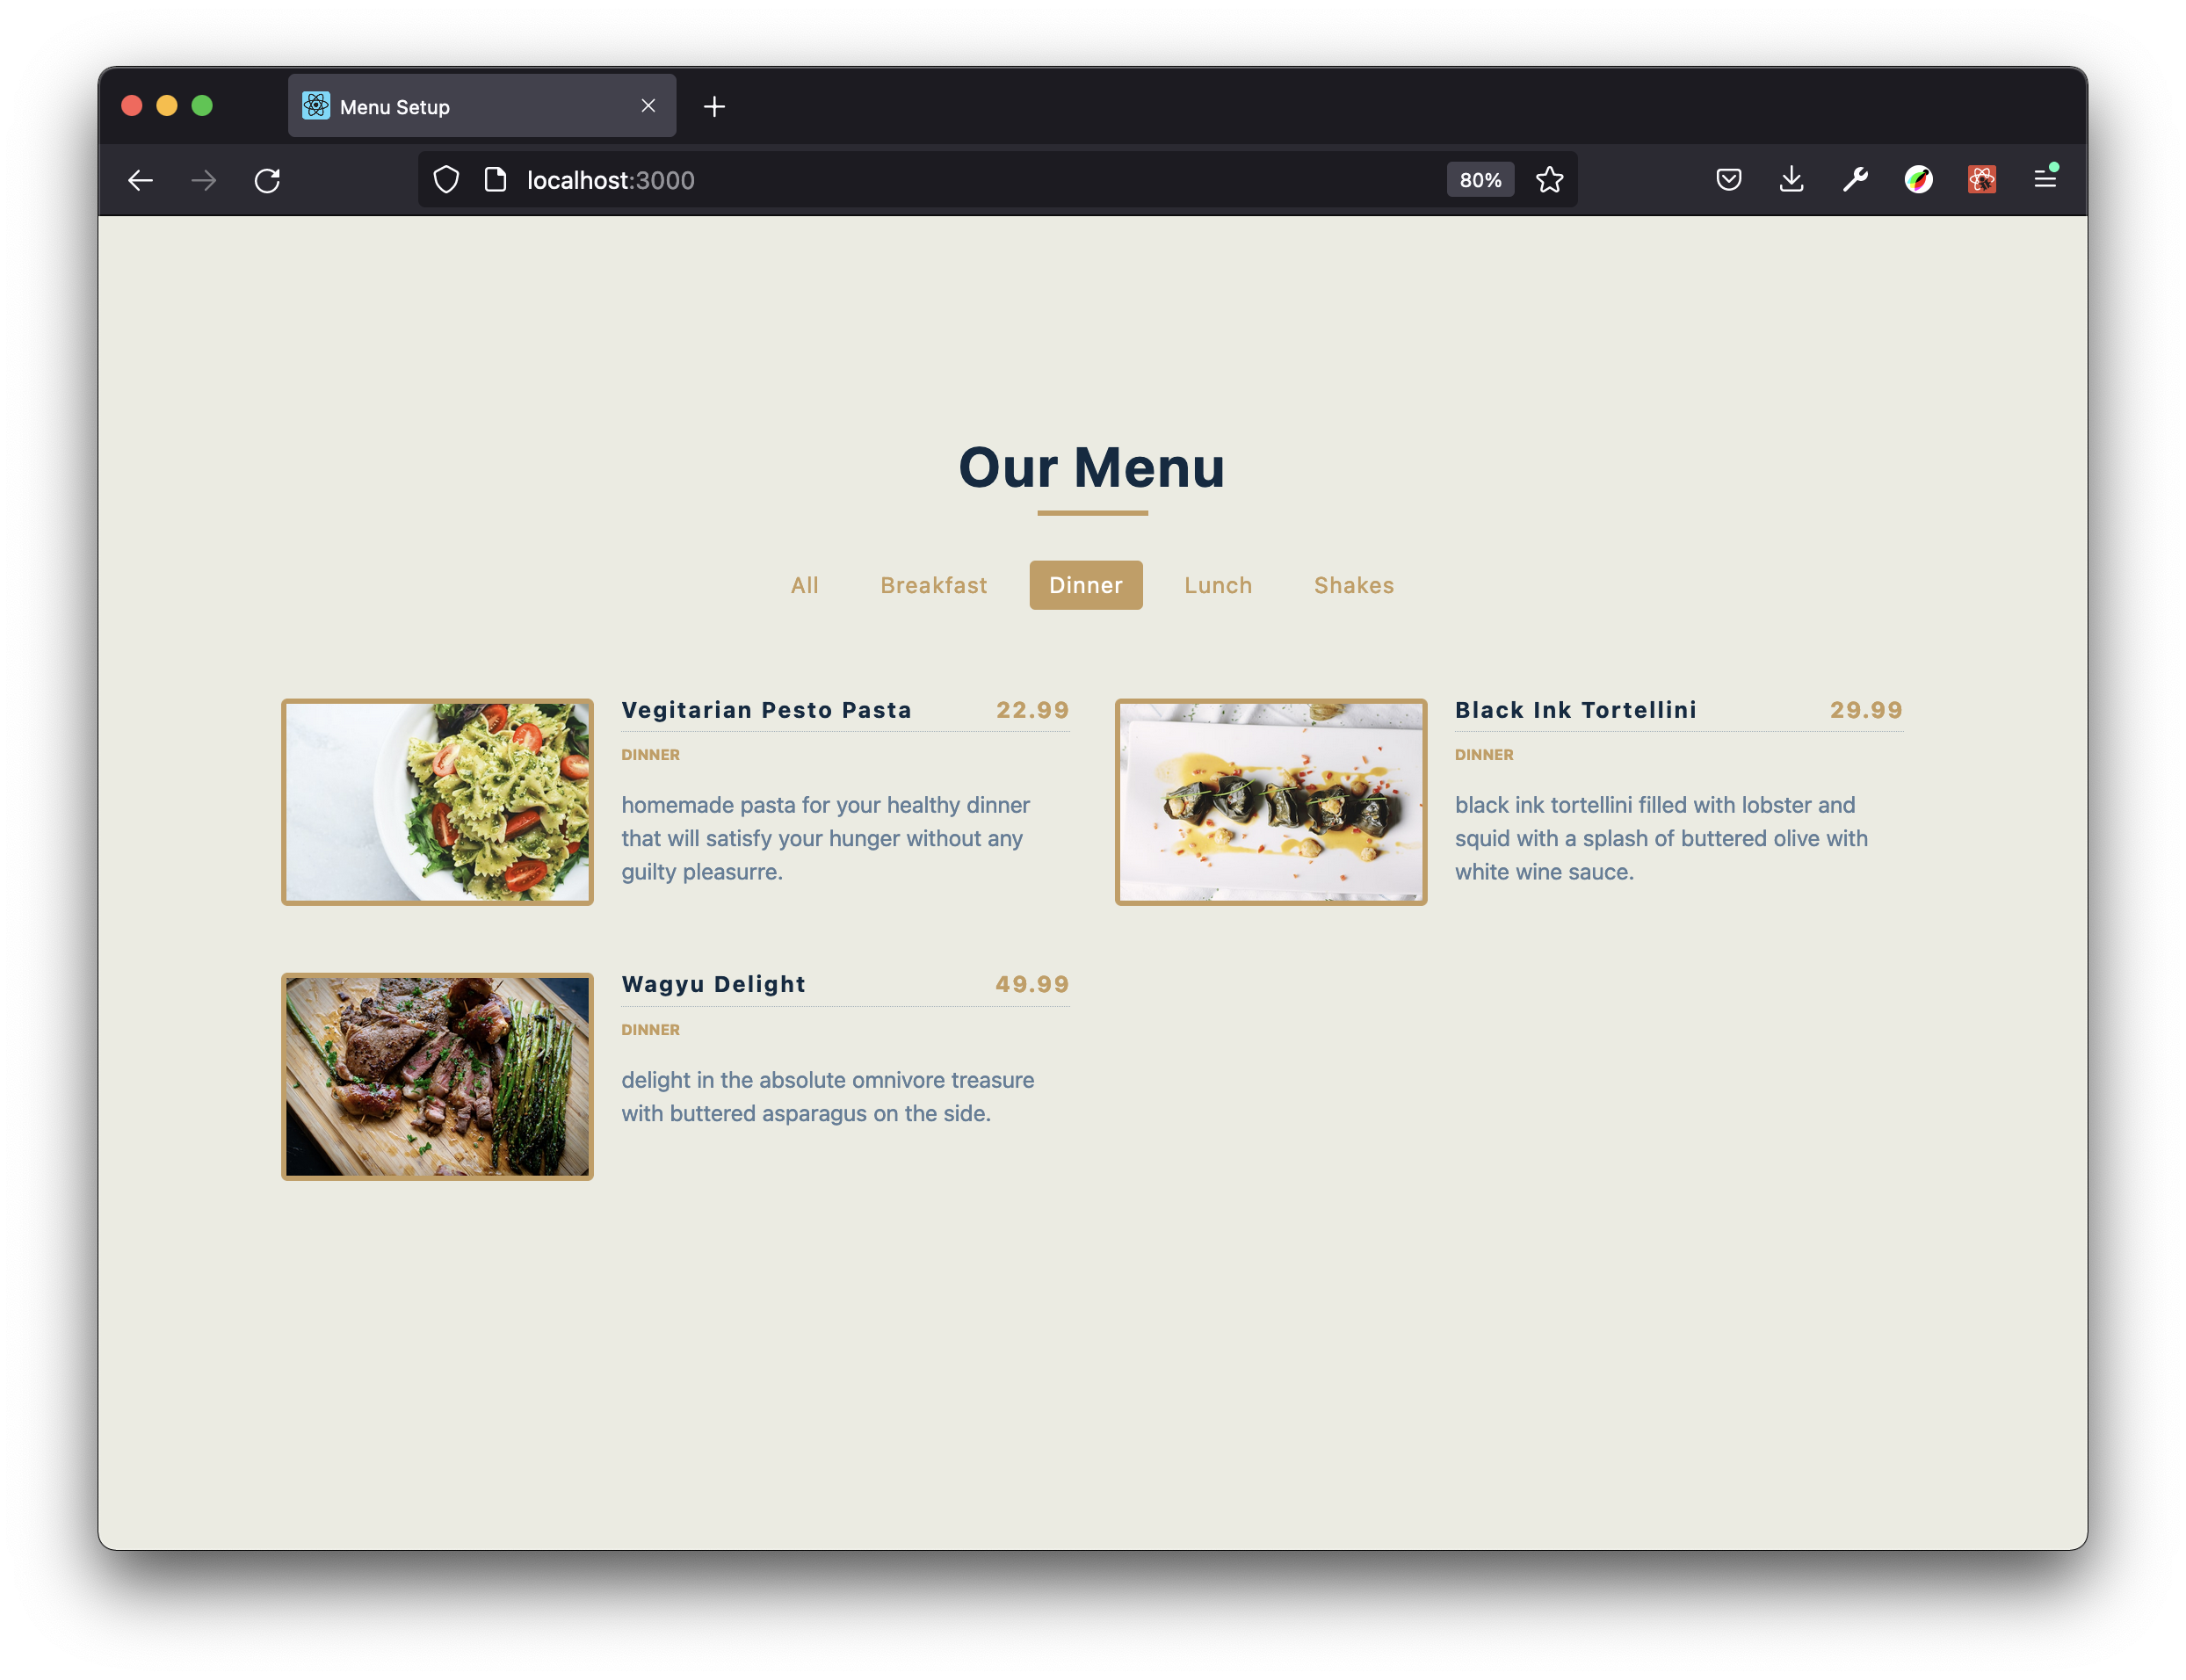 Menu Setup
localhost:3000
80%
Our Menu
All Breakfast Dinner Lunch Shakes
Vegitarian Pesto Pasta 22.99
DINNER
homemade pasta for your healthy dinner
that will satisfy your hunger without any
guilty pleasurre.
Black Ink Tortellini 29.99
DINNER
black ink tortellini filled with lobster and
squid with a splash of buttered olive with
white wine sauce.
Wagyu Delight 49.99
DINNER
delight in the absolute omnivore treasure
with buttered asparagus on the side.